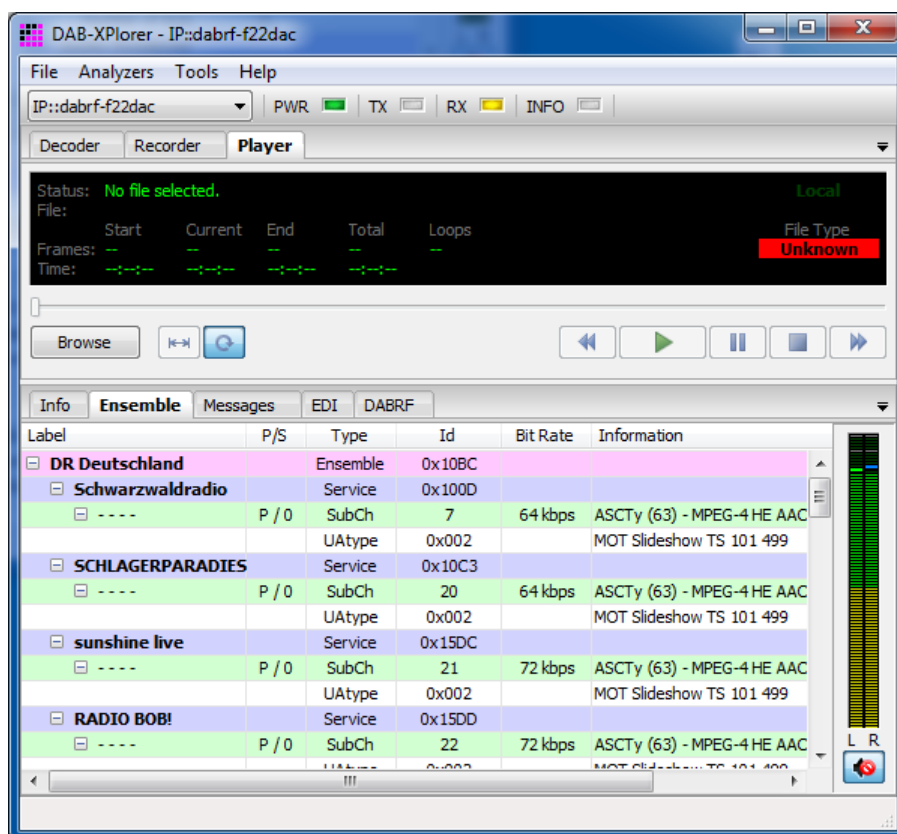 DAB-XPlorer - IP::dabrf-f22dac
File Analyzers Tools Help
IP::dabrf-f22dac PWR TX RX INFO
Decoder Recorder Player
Status: No file selected. Local
File:
Start Current End Total Loops File Type
Frames: -- -- -- -- -- Unknown
Time: --:--:-- --:--:-- --:--:-- --:--:--
Browse
Info Ensemble Messages EDI DABRF
Label P/S Type Id Bit Rate Information
DR Deutschland Ensemble 0x10BC
Schwarzwaldradio Service 0x100D
- - - - P / 0 SubCh 7 64 kbps ASCTy (63) - MPEG-4 HE AAC
UAtype 0x002 MOT Slideshow TS 101 499
SCHLAGERPARADIES Service 0x10C3
- - - - P / 0 SubCh 20 64 kbps ASCTy (63) - MPEG-4 HE AAC
UAtype 0x002 MOT Slideshow TS 101 499
sunshine live Service 0x15DC
- - - - P / 0 SubCh 21 72 kbps ASCTy (63) - MPEG-4 HE AAC
UAtype 0x002 MOT Slideshow TS 101 499
RADIO BOB! Service 0x15DD
- - - - P / 0 SubCh 22 72 kbps ASCTy (63) - MPEG-4 HE AAC
L R